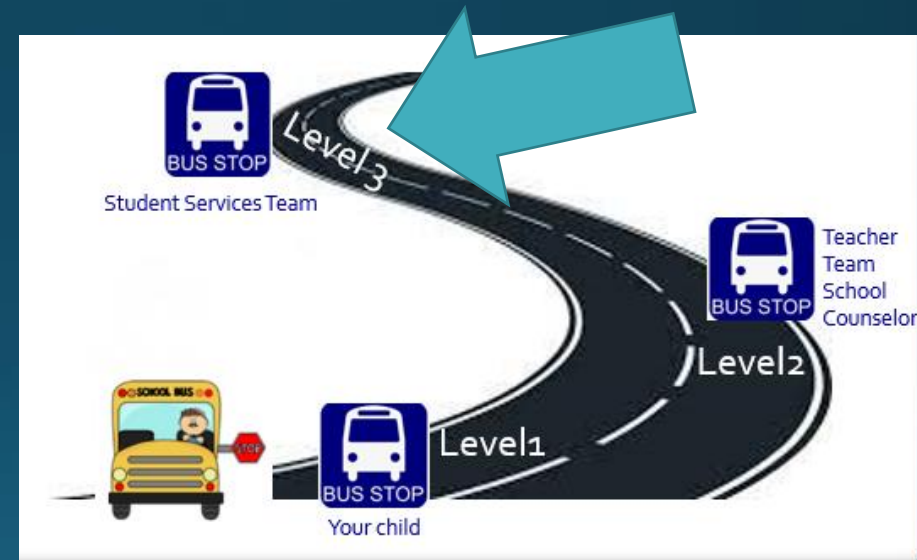 BUS STOP
Level 3
Student Services Team
BUS STOP
Teacher
Team
School
Counselor
Level2
SCHOOL BUS
STOP
BUS STOP
Level1
Your child